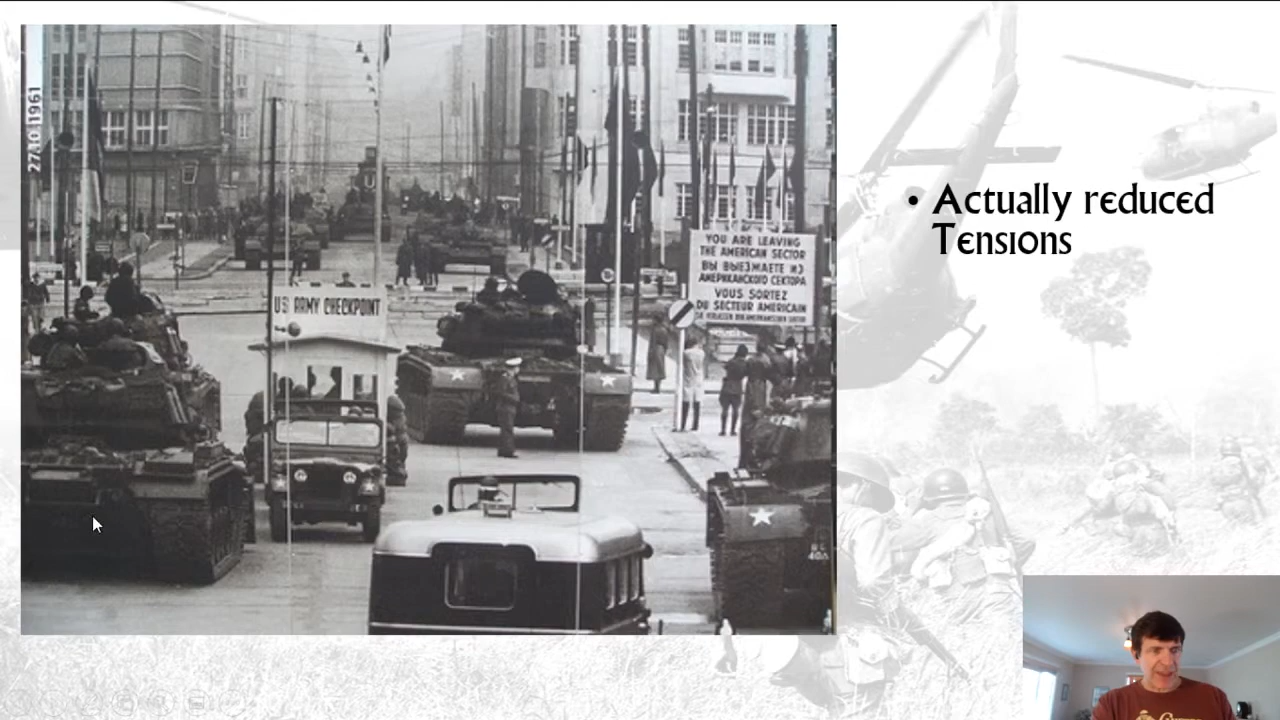 27.10 1961
US ARMY CHECKPOINT
YOU ARE LEAVING
THE AMERICAN SECTOR
ВЫ ВЫЕЗЖАЕТЕ ИЗ
АМЕРИКАНСКОГО СЕКТОРА
VOUS SORTEZ
DU SECTEUR AMERICAIN
• Actually reduced
Tensions